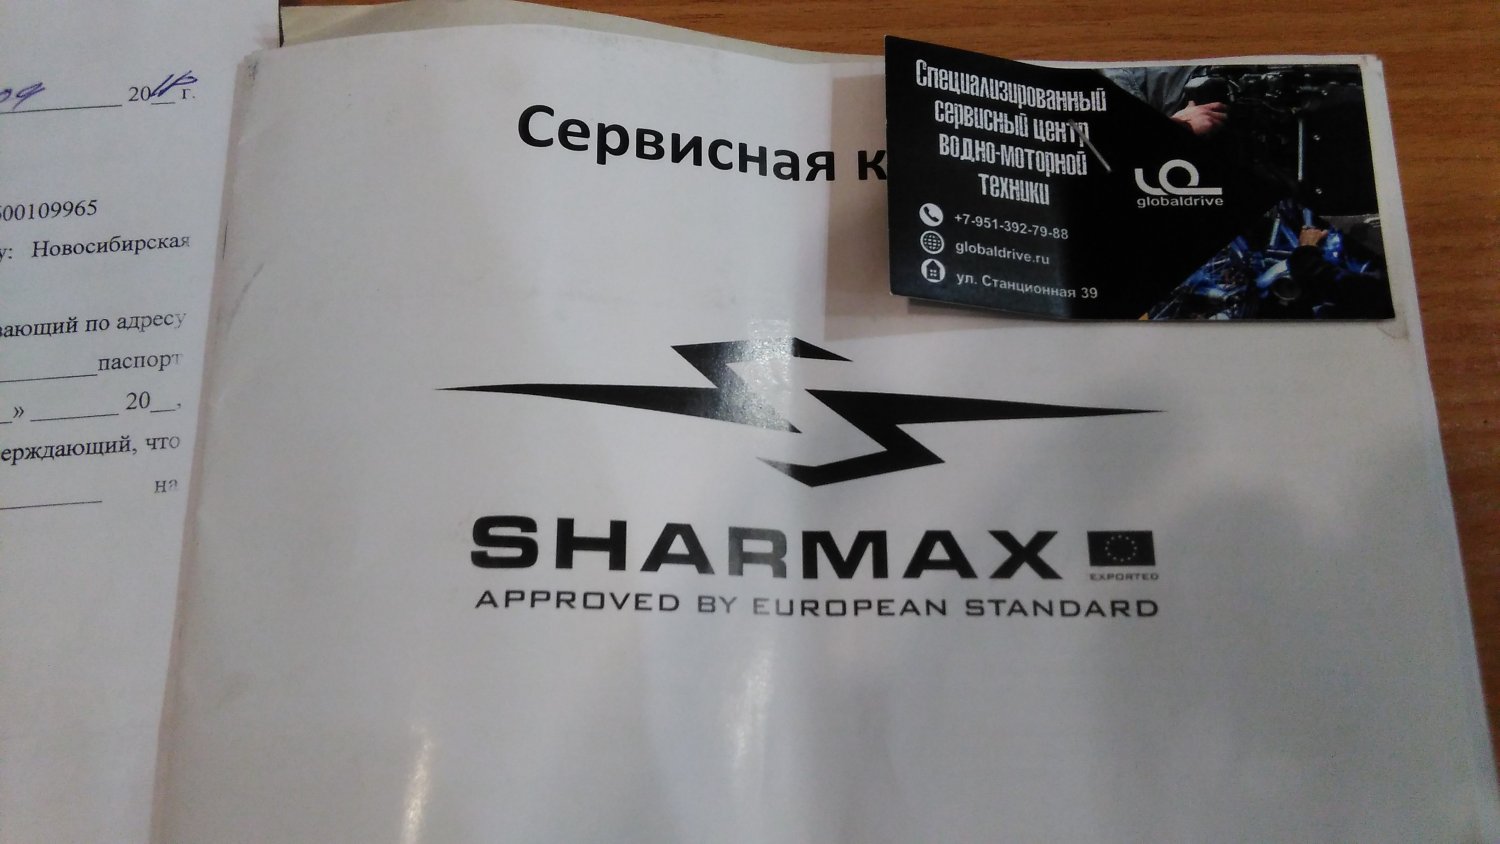 20 г.
500109965
у: Новосибирская
вающий по адресу
паспорт
» 20 ,
ерждающий, что
на
Сервисная к
Специализированный
сервисный центр
водно-моторной
техники
+7-951-392-79-88
globaldrive.ru
ул. Станционная 39
globaldrive
SHARMAX
EXPORTED
APPROVED BY EUROPEAN STANDARD